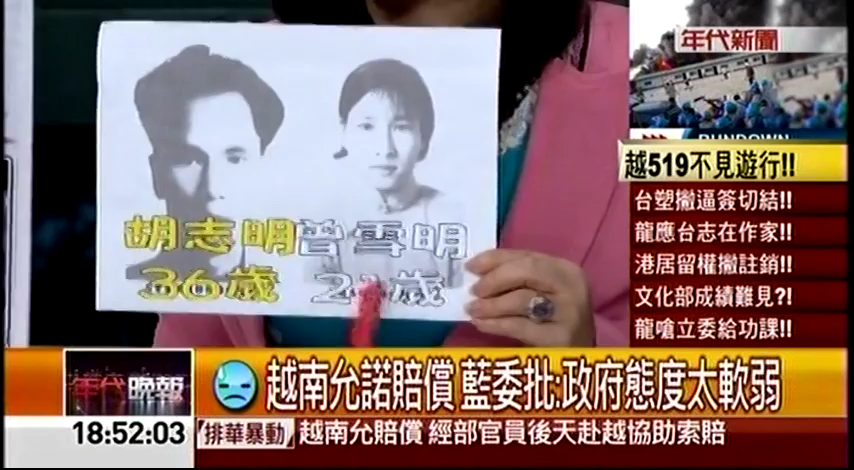 年代新聞
RUNDOWN
越519不見遊行!!
台塑撇逼簽切結!!
龍應台志在作家!!
港居留權撇註銷!!
文化部成績難見?!
龍嗆立委給功課!!
胡志明 曾雪明
36歲
歲
年代晚報
越南允諾賠償 藍委批:政府態度太軟弱
18:52:03
排華暴動
越南允賠償 經部官員後天赴越協助索賠